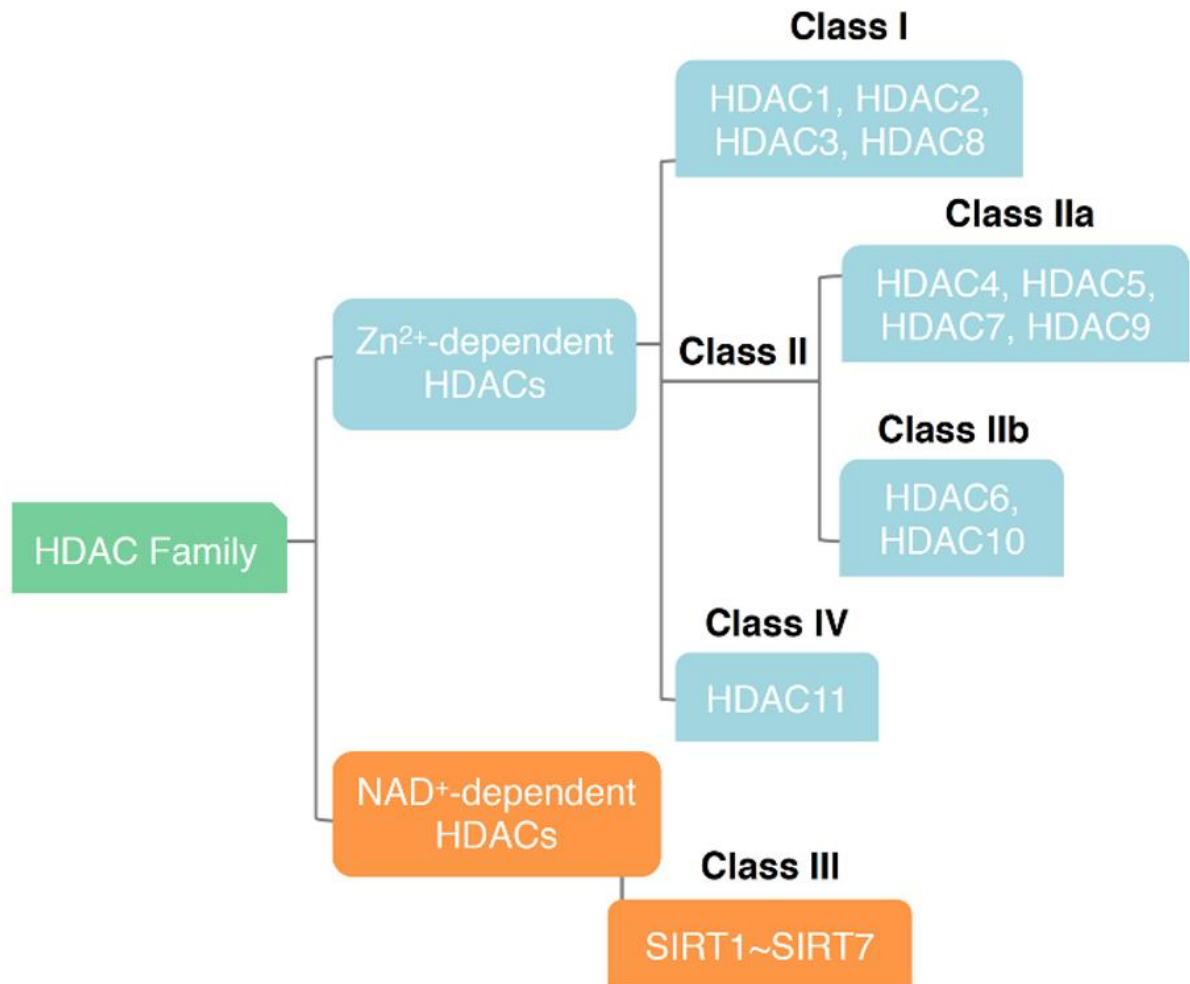 Class I
HDAC1, HDAC2,
HDAC3, HDAC8
Class IIa
HDAC4, HDAC5,
HDAC7, HDAC9
Zn²⁺-dependent
HDACs
Class II
Class IIb
HDAC6,
HDAC10
HDAC Family
Class IV
HDAC11
NAD⁺-dependent
HDACs
Class III
SIRT1~SIRT7